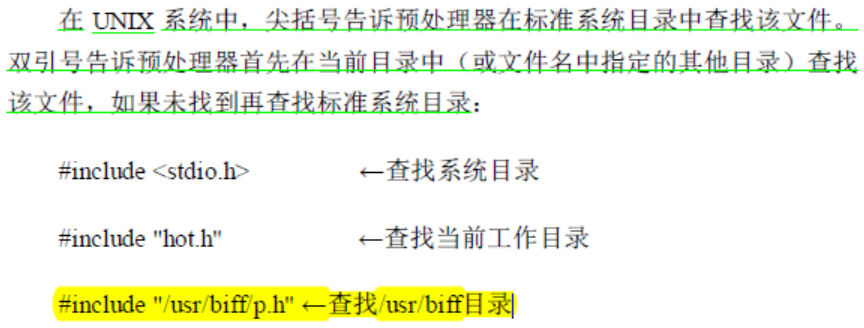 在 UNIX 系统中，尖括号告诉预处理器在标准系统目录中查找该文件。
双引号告诉预处理器首先在当前目录中（或文件名中指定的其他目录）查找
该文件，如果未找到再查找标准系统目录：
#include <stdio.h> ←查找系统目录
#include "hot.h" ←查找当前工作目录
#include "/usr/biff/p.h" ←查找/usr/biff目录